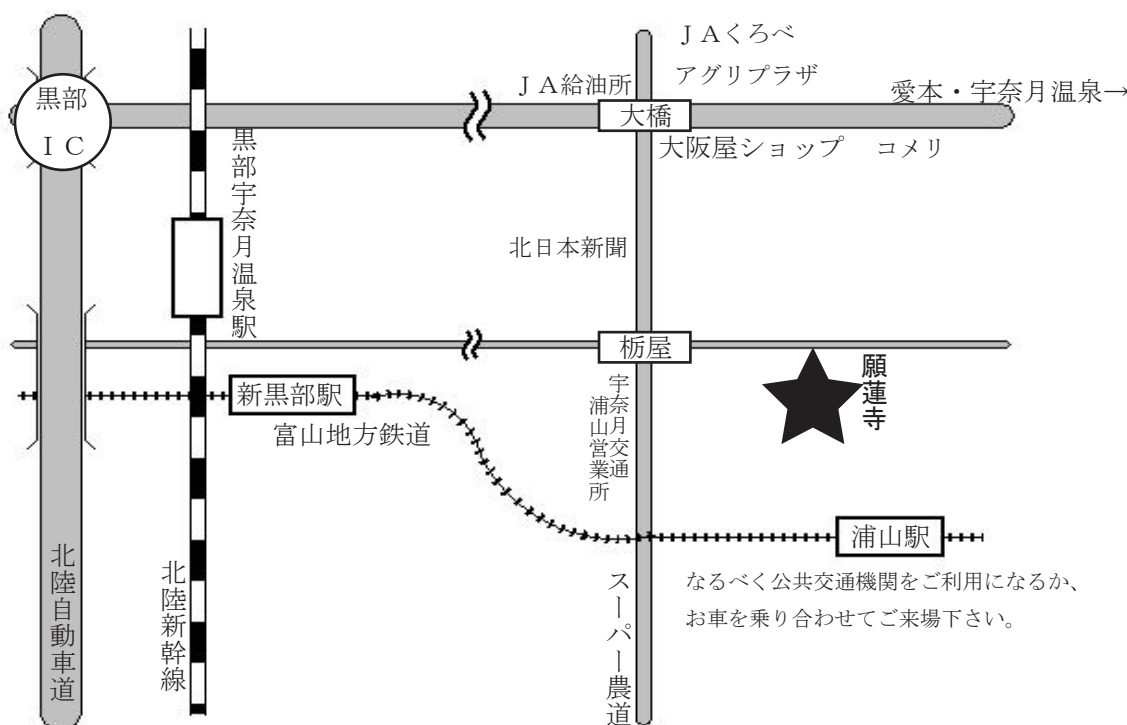 ＪＡくろべ
アグリプラザ
ＪＡ給油所
愛本・宇奈月温泉→
黒部
ＩＣ
大橋
大阪屋ショップ
コメリ
黒部宇奈月温泉駅
北日本新聞
栃屋
願蓮寺
新黒部駅
富山地方鉄道
宇奈月交通
浦山営業所
浦山駅
北陸自動車道
北陸新幹線
スーパー農道
なるべく公共交通機関をご利用になるか、
お車を乗り合わせてご来場下さい。